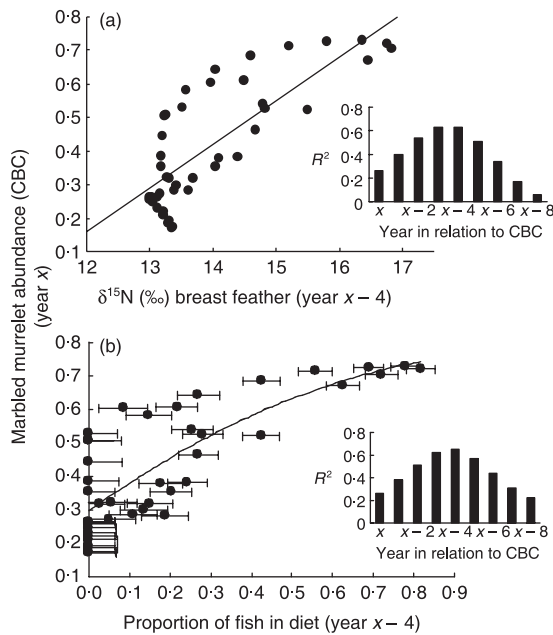 (a)
0·8
0·7
0·6
0·5
0·4
0·3
0·2
0·1
12 13 14 15 16 17
δ¹⁵N (‰) breast feather (year x – 4)
R²
0·8
0·6
0·4
0·2
0
x x – 2 x – 4 x – 6 x – 8
Year in relation to CBC
Marbled murrelet abundance (CBC)
(year x)
(b)
0·8
0·7
0·6
0·5
0·4
0·3
0·2
0·1
0·0 0·1 0·2 0·3 0·4 0·5 0·6 0·7 0·8 0·9
Proportion of fish in diet (year x – 4)
R²
0·8
0·6
0·4
0·2
0
x x – 2 x – 4 x – 6 x – 8
Year in relation to CBC